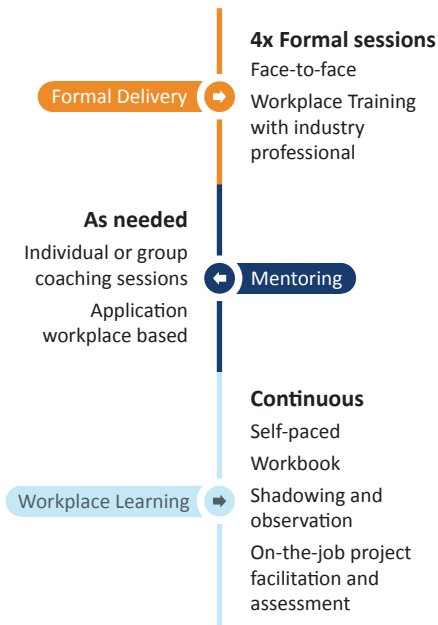 4x Formal sessions
Face-to-face
Formal Delivery
Workplace Training
with industry
professional
As needed
Individual or group
coaching sessions
Application
workplace based
Mentoring
Continuous
Self-paced
Workbook
Workplace Learning
Shadowing and
observation
On-the-job project
facilitation and
assessment